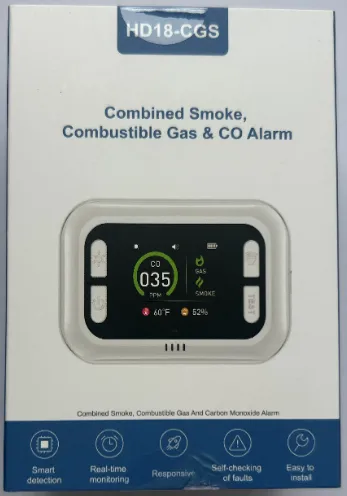 HD18-CGS
Combined Smoke,
Combustible Gas & CO Alarm
CO
035
PPM
GAS
SMOKE
60°F
52%
TEST
Combined Smoke, Combustible Gas And Carbon Monoxide Alarm
Smart
detection
Real-time
monitoring
Responsive
Self-checking
of faults
Easy to
install